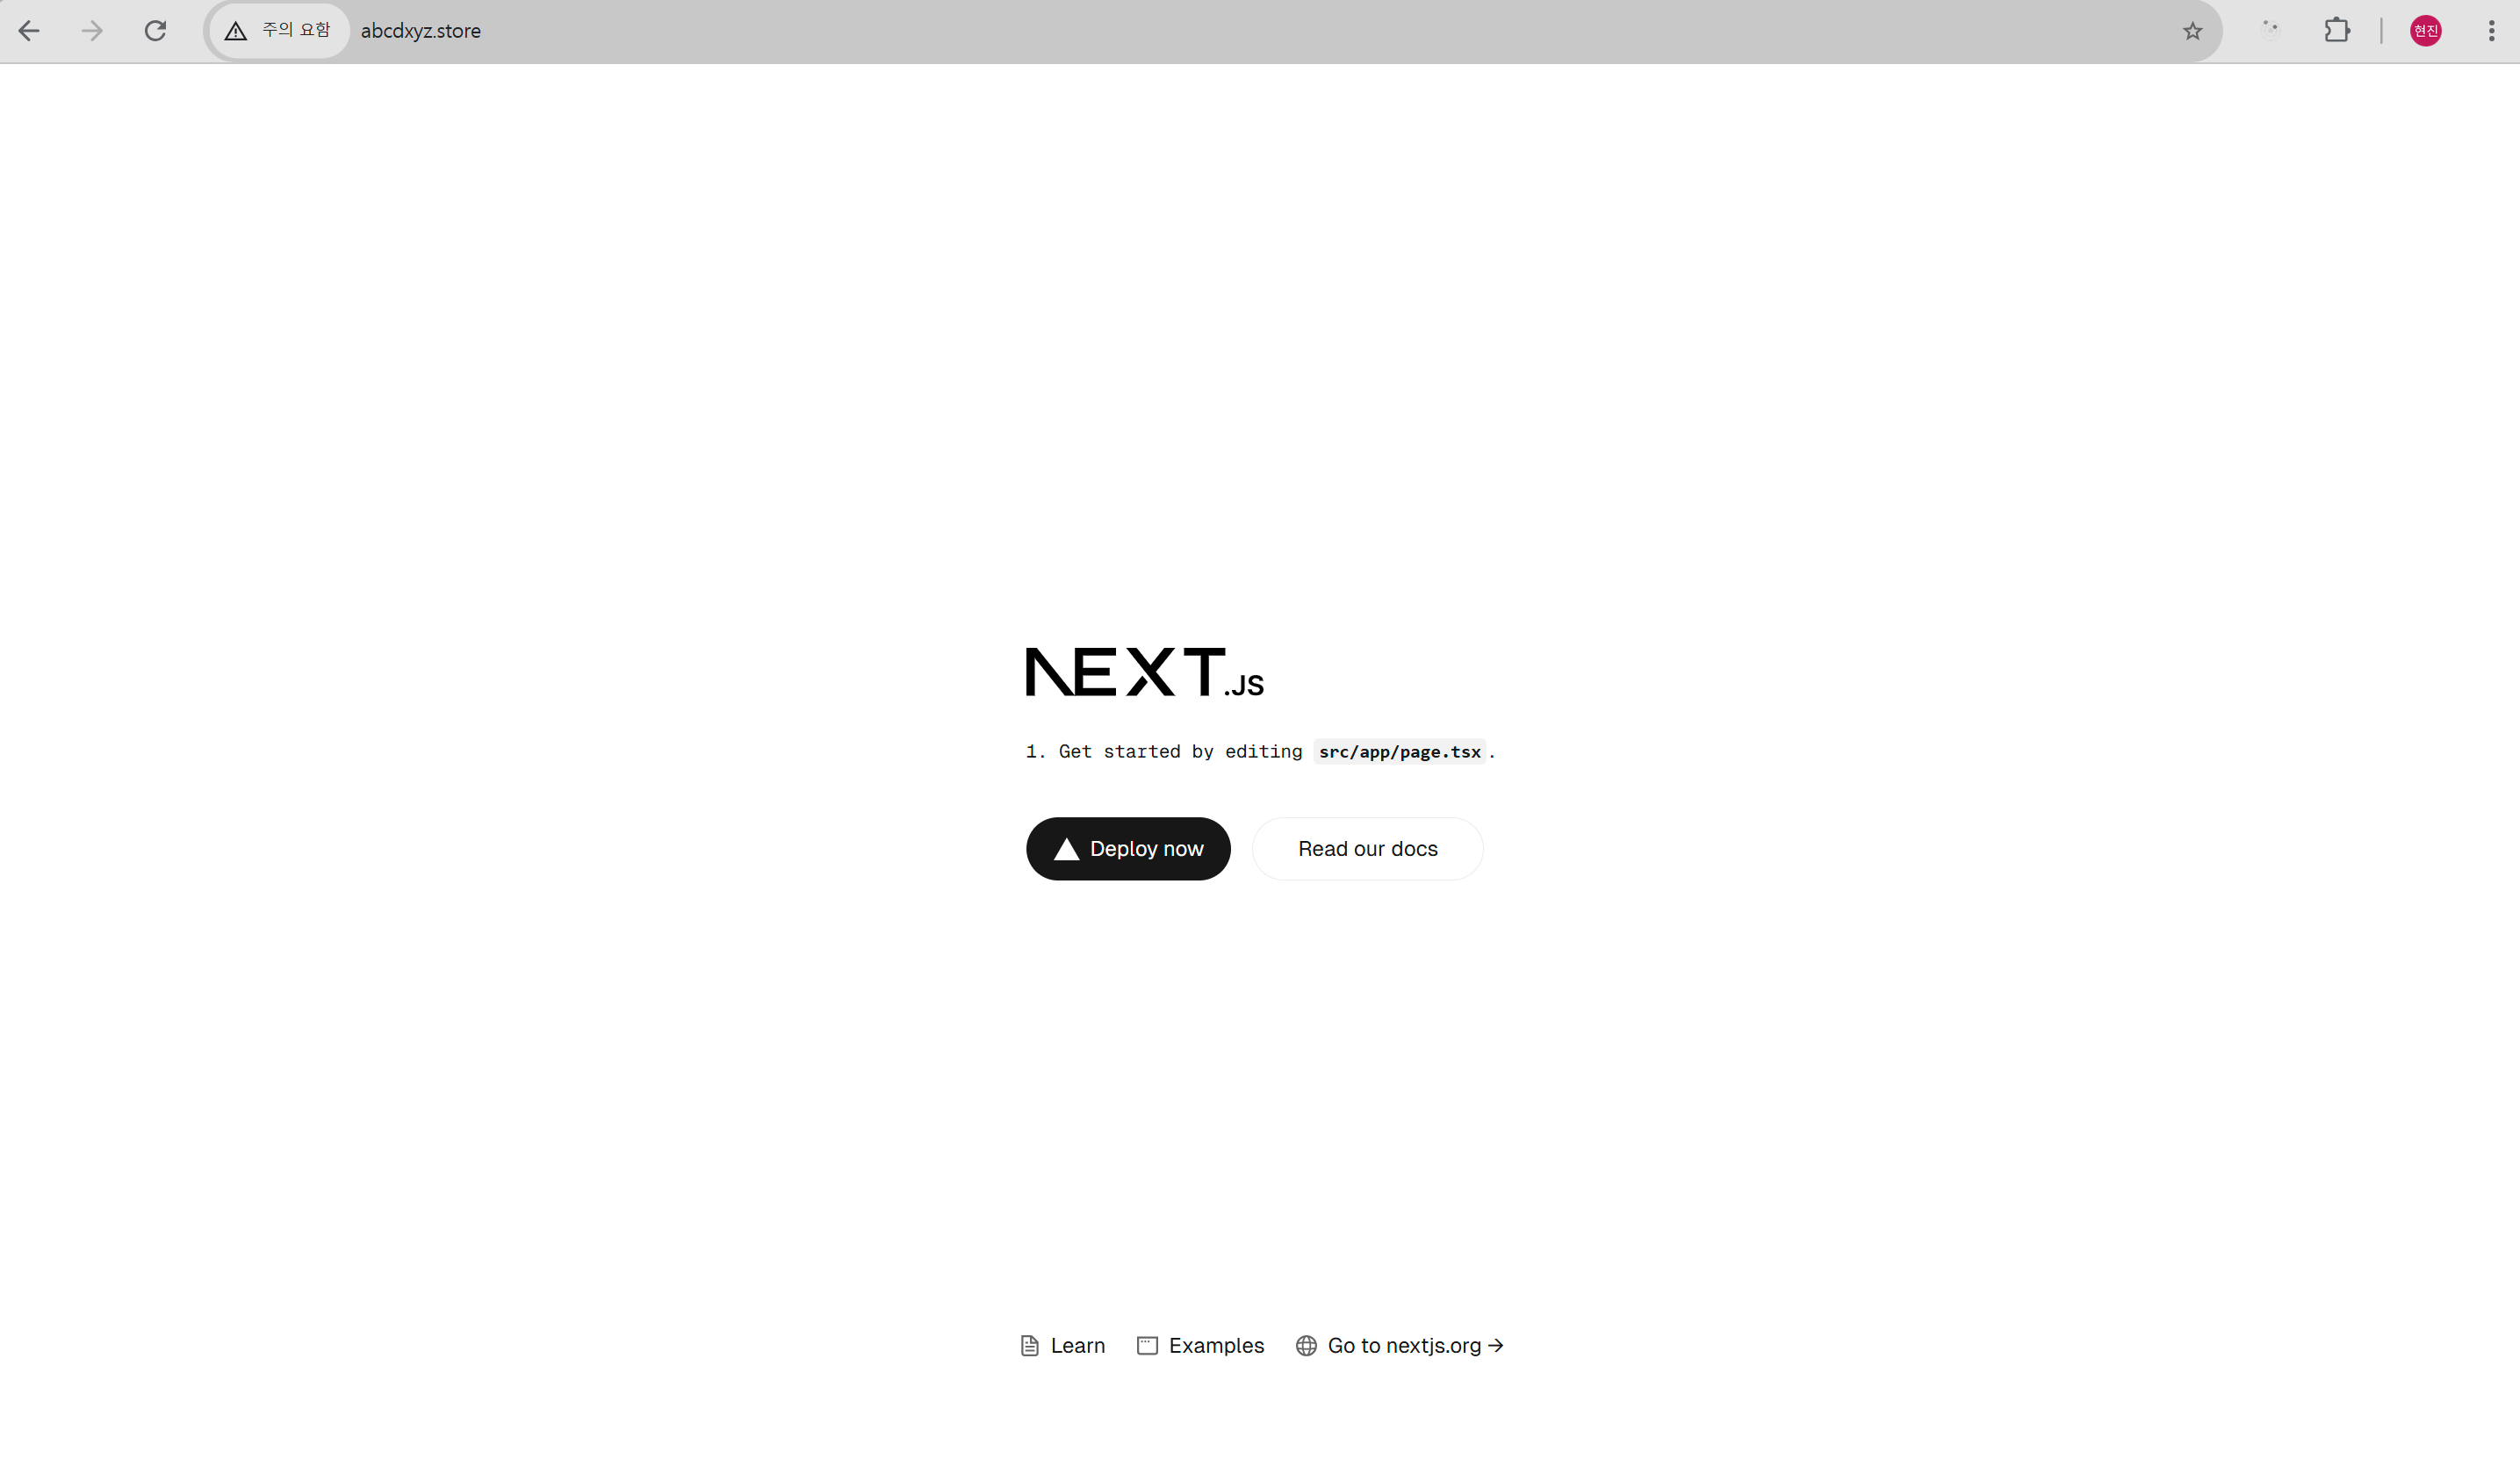 주의 요함 abcdxyz.store 현진
NEXT.JS
1. Get started by editing src/app/page.tsx.
Deploy now Read our docs
Learn Examples Go to nextjs.org →